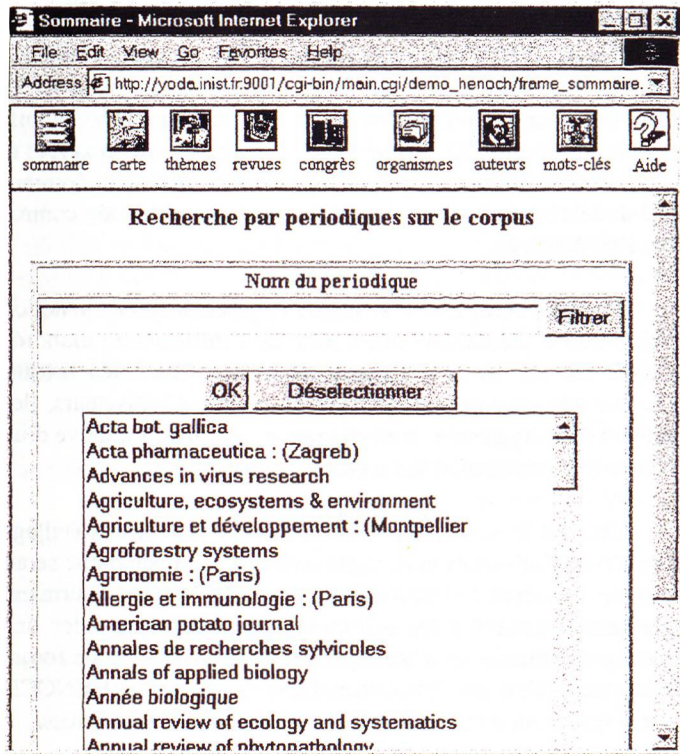 Sommaire - Microsoft Internet Explorer
File Edit View Go Favorites Help
Address http://yoda.inist.fr:9001/cgi-bin/main.cgi/demo_henoch/frame_sommaire.
sommaire carte thèmes revues congrès organismes auteurs mots-clés Aide
Recherche par periodiques sur le corpus
Nom du periodique
Filtrer
OK Déselectionner
Acta bot. gallica
Acta pharmaceutica : (Zagreb)
Advances in virus research
Agriculture, ecosystems & environment
Agriculture et développement : (Montpellier
Agroforestry systems
Agronomie : (Paris)
Allergie et immunologie : (Paris)
American potato journal
Annales de recherches sylvicoles
Annals of applied biology
Année biologique
Annual review of ecology and systematics
Annual review of phytopathology